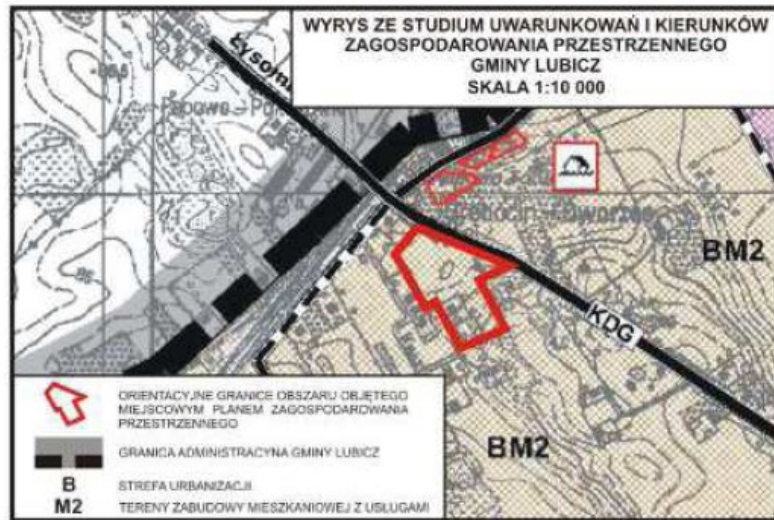 WYRYS ZE STUDIUM UWARUNKOWAŃ I KIERUNKÓW
ZAGOSPODAROWANIA PRZESTRZENNEGO
GMINY LUBICZ
SKALA 1:10 000
BM2
KDG
BM2
ORIENTACYJNE GRANICE OBSZARU OBJĘTEGO
MIEJSCOWYM PLANEM ZAGOSPODAROWANIA
PRZESTRZENNEGO
GRANICA ADMINISTRACYJNA GMINY LUBICZ
B STREFA URBANIZACJI
M2 TERENY ZABUDOWY MIESZKANIOWEJ Z USŁUGAMI